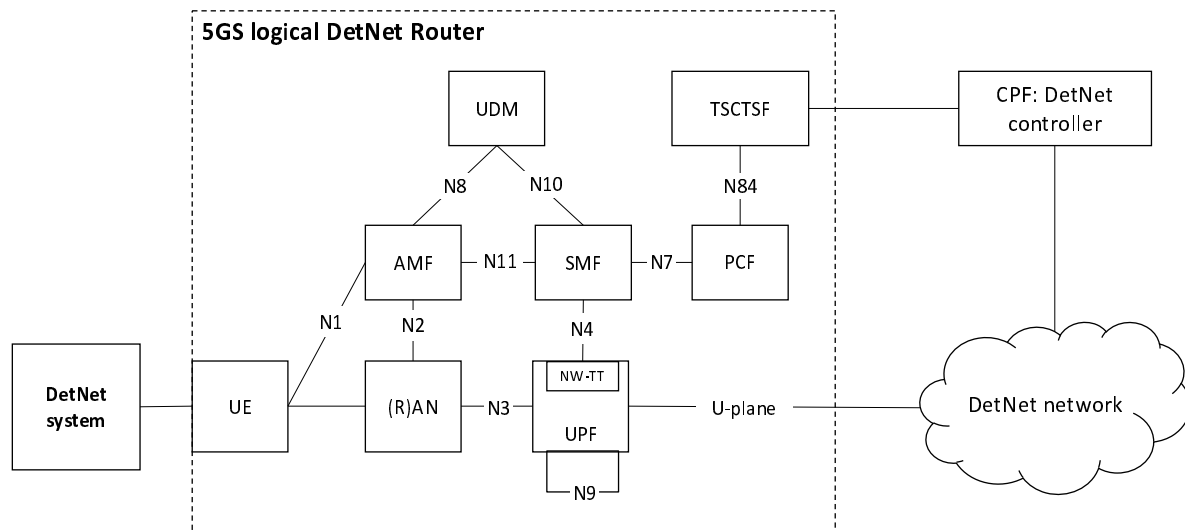 5GS logical DetNet Router
UDM
TSCTSF
CPF: DetNet
controller
N8
N10
N84
AMF
N11
SMF
N7
PCF
N1
N2
N4
DetNet
system
UE
(R)AN
N3
NW-TT
UPF
U-plane
DetNet network
N9